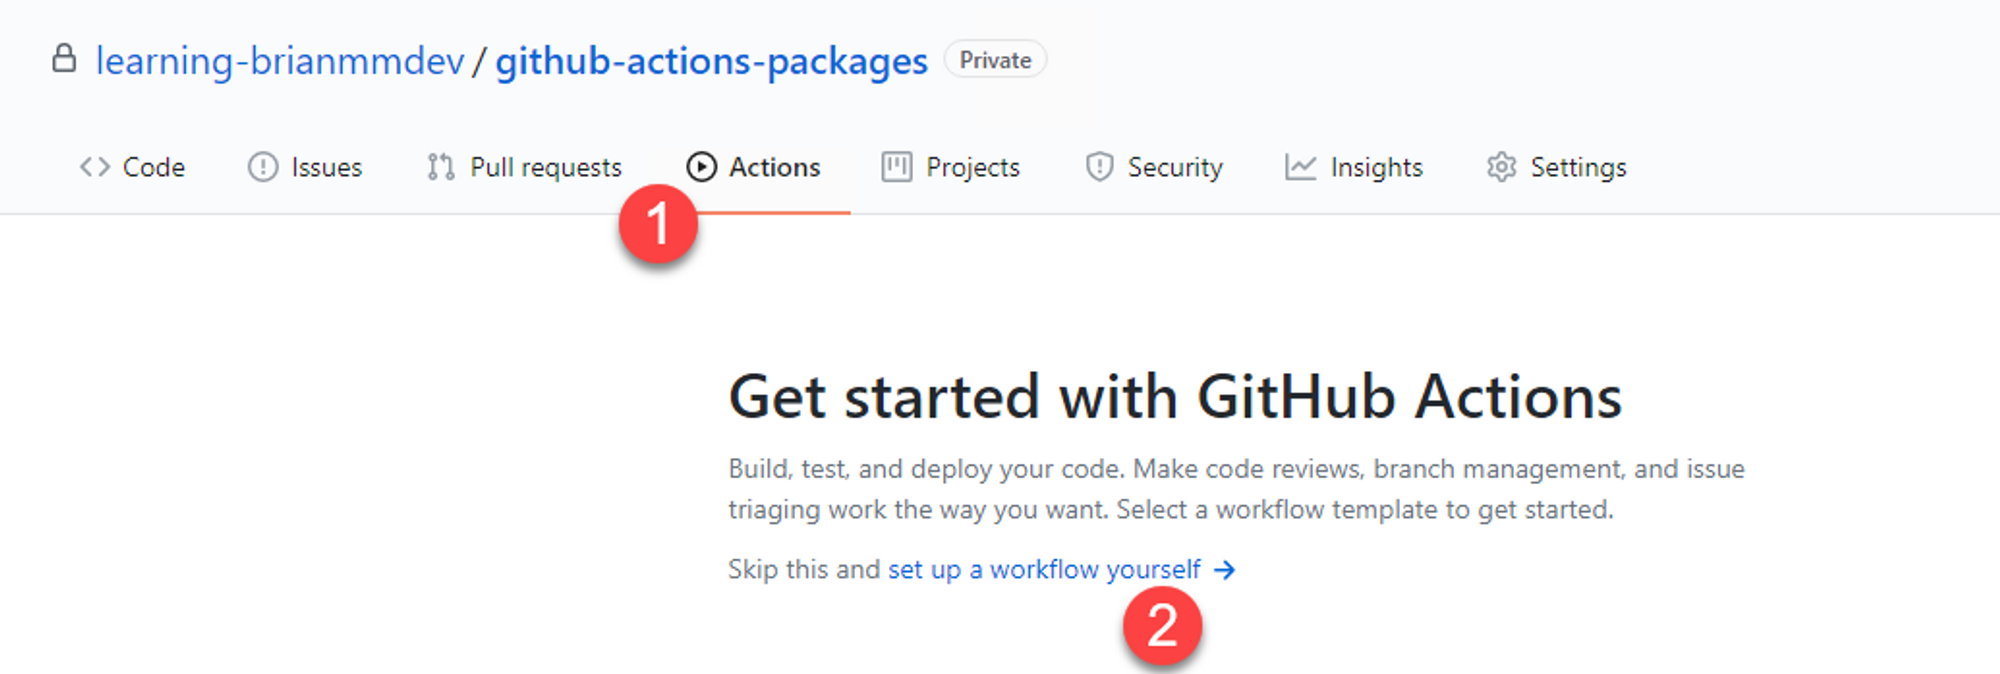 learning-brianmmdev / github-actions-packages Private
Code Issues Pull requests Actions Projects Security Insights Settings
1
Get started with GitHub Actions
Build, test, and deploy your code. Make code reviews, branch management, and issue
triaging work the way you want. Select a workflow template to get started.
Skip this and set up a workflow yourself →
2